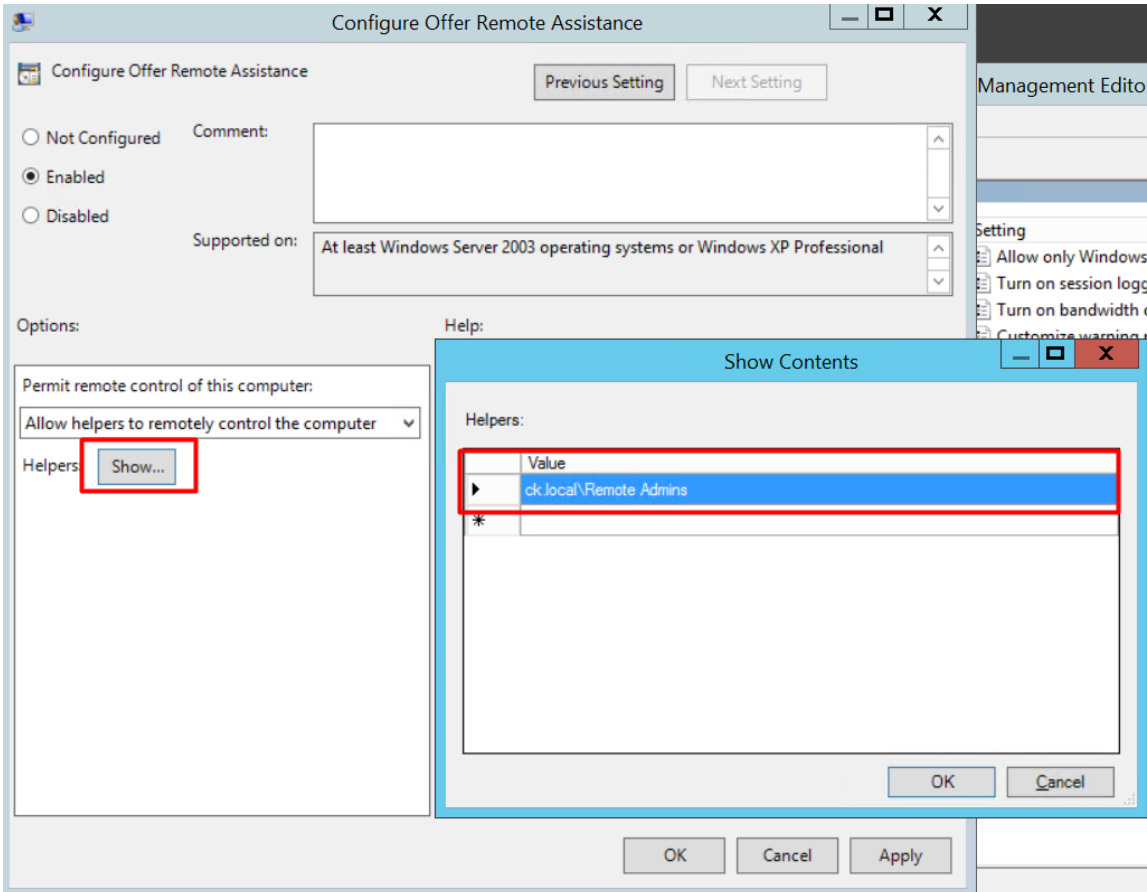 Configure Offer Remote Assistance
X
Configure Offer Remote Assistance
Previous Setting
Next Setting
Management Edito
Not Configured
Comment:
Enabled
Disabled
Supported on:
At least Windows Server 2003 operating systems or Windows XP Professional
Setting
Allow only Windows
Turn on session logg
Turn on bandwidth
Customize warning
Options:
Help:
Permit remote control of this computer:
Allow helpers to remotely control the computer
Helpers
Show...
Show Contents
X
Helpers:
Value
ck.local\Remote Admins
OK
Cancel
OK
Cancel
Apply